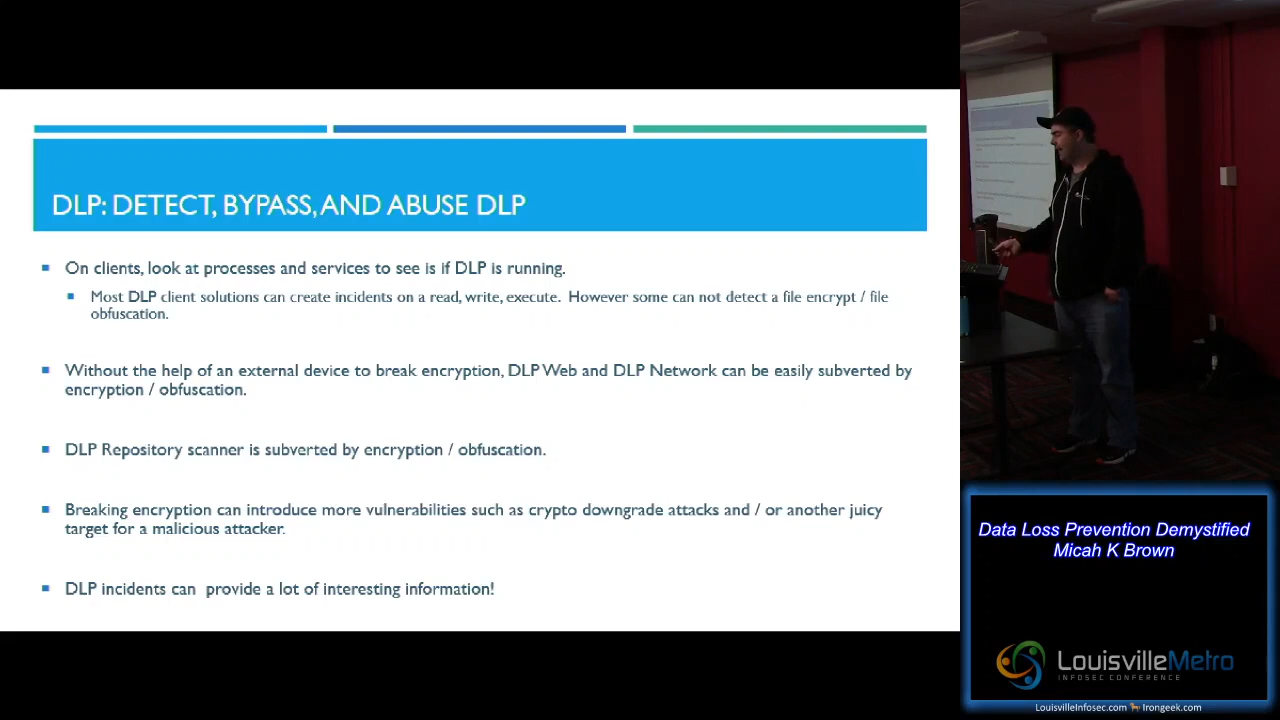 DLP: DETECT, BYPASS, AND ABUSE DLP
On clients, look at processes and services to see is if DLP is running.
Most DLP client solutions can create incidents on a read, write, execute. However some can not detect a file encrypt / file
obfuscation.
Without the help of an external device to break encryption, DLP Web and DLP Network can be easily subverted by
encryption / obfuscation.
DLP Repository scanner is subverted by encryption / obfuscation.
Breaking encryption can introduce more vulnerabilities such as crypto downgrade attacks and / or another juicy
target for a malicious attacker.
DLP incidents can provide a lot of interesting information!
Data Loss Prevention Demystified
Micah K Brown
LouisvilleMetro
INFOSEC CONFERENCE
LouisvilleInfosec.com Irongeek.com